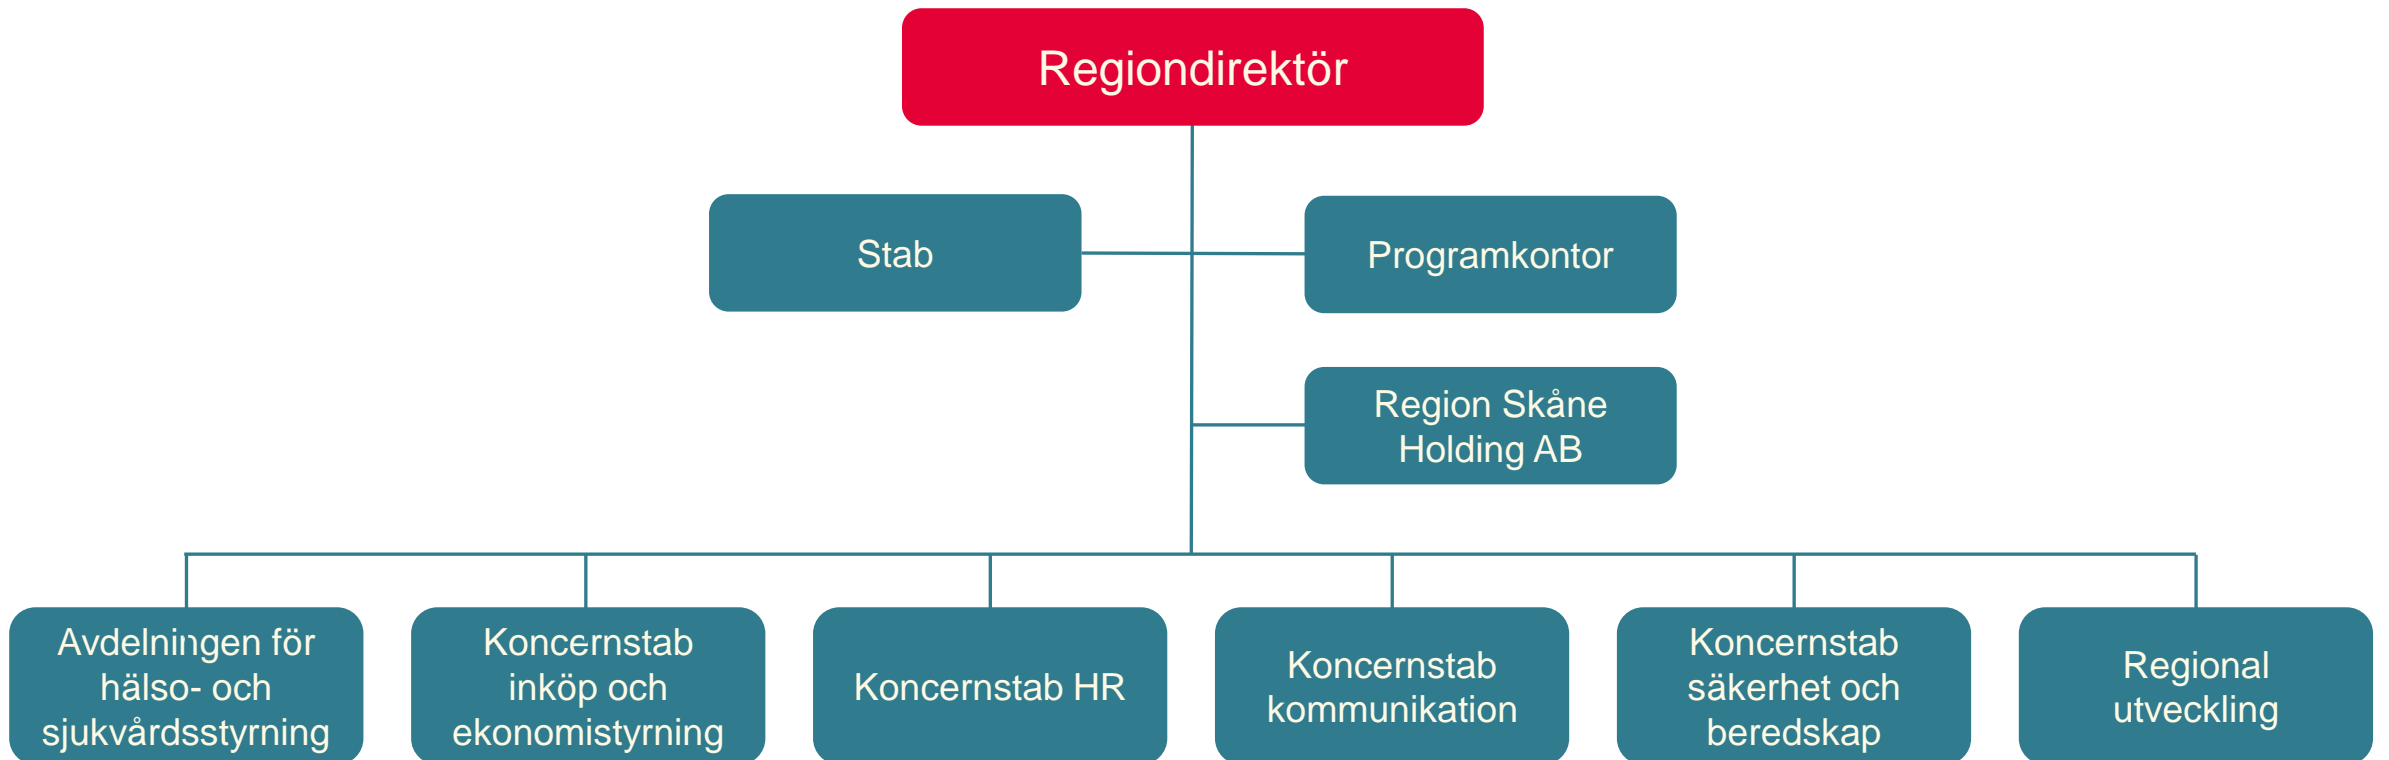 Regiondirektör
Stab
Programkontor
Region Skåne
Holding AB
Avdelningen för
hälso- och
sjukvårdsstyrning
Koncernstab
inköp och
ekonomistyrning
Koncernstab HR
Koncernstab
kommunikation
Koncernstab
säkerhet och
beredskap
Regional
utveckling